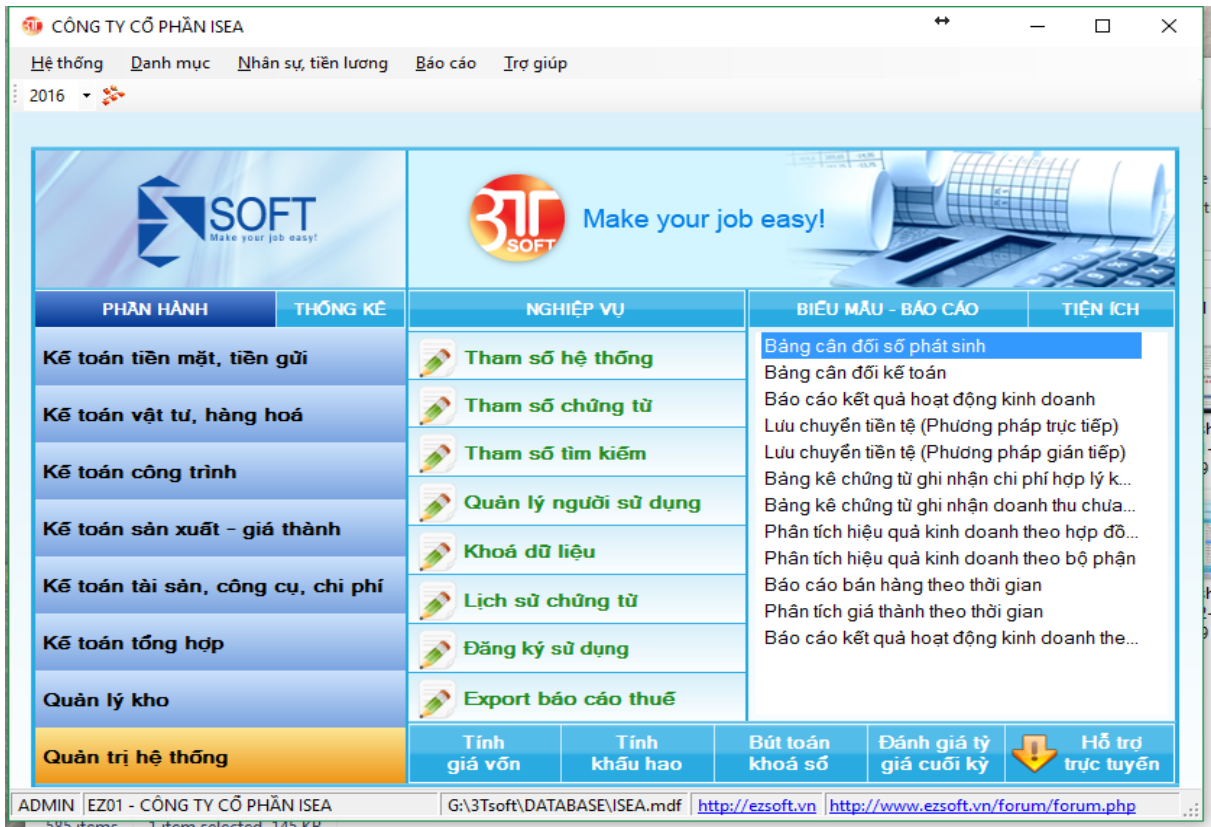 CÔNG TY CỔ PHẦN ISEA
Hệ thống Danh mục Nhân sự, tiền lương Báo cáo Trợ giúp
2016
SOFT
Make your job easy!
3T
SOFT
Make your job easy!
PHÂN HÀNH THỐNG KÊ NGHIỆP VỤ BIỂU MẪU - BÁO CÁO TIỆN ÍCH
Kế toán tiền mặt, tiền gửi
Kế toán vật tư, hàng hoá
Kế toán công trình
Kế toán sản xuất - giá thành
Kế toán tài sản, công cụ, chi phí
Kế toán tổng hợp
Quản lý kho
Quản trị hệ thống
Tham số hệ thống
Tham số chứng từ
Tham số tìm kiếm
Quản lý người sử dụng
Khoá dữ liệu
Lịch sử chứng từ
Đăng ký sử dụng
Export báo cáo thuế
Bảng cân đối số phát sinh
Bảng cân đối kế toán
Báo cáo kết quả hoạt động kinh doanh
Lưu chuyển tiền tệ (Phương pháp trực tiếp)
Lưu chuyển tiền tệ (Phương pháp gián tiếp)
Bảng kê chứng từ ghi nhận chi phí hợp lý k...
Bảng kê chứng từ ghi nhận doanh thu chưa...
Phân tích hiệu quả kinh doanh theo hợp đồ...
Phân tích hiệu quả kinh doanh theo bộ phận
Báo cáo bán hàng theo thời gian
Phân tích giá thành theo thời gian
Báo cáo kết quả hoạt động kinh doanh the...
Tính
giá vốn
Tính
khấu hao
Bút toán
khoá sổ
Đánh giá tỷ
giá cuối kỳ
Hỗ trợ
trực tuyến
ADMIN EZ01 - CÔNG TY CỔ PHẦN ISEA G:\3Tsoft\DATABASE\ISEA.mdf http://ezsoft.vn http://www.ezsoft.vn/forum/forum.php
585 items 1 item selected 145 KB